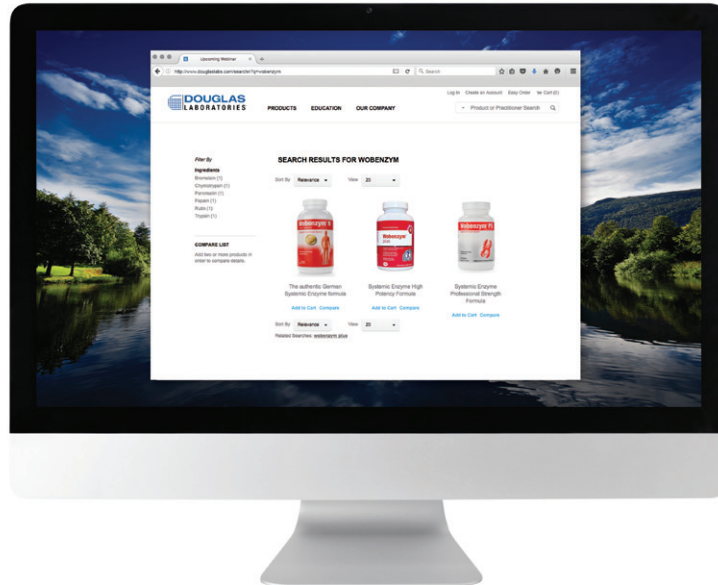 Upcoming Webinar
http://www.douglaslabs.com/searchn/?q=wobenzym
Search
Log In Create an Account Easy Order Cart (0)
DOUGLAS
LABORATORIES
PRODUCTS EDUCATION OUR COMPANY
Product or Practitioner Search
Filter By
Ingredients
Bromelain (1)
Chymotrypsin (1)
Pancreatin (1)
Papain (1)
Rutin (1)
Trypsin (1)
COMPARE LIST
Add two or more products in
order to compare details.
SEARCH RESULTS FOR WOBENZYM
Sort By Relevance View 20
Wobenzym N
Wobenzym
PLUS
Wobenzym PS
The authentic German
Systemic Enzyme formula
Add to Cart Compare
Systemic Enzyme High
Potency Formula
Add to Cart Compare
Systemic Enzyme
Professional Strength
Formula
Add to Cart Compare
Sort By Relevance View 20
Related Searches: wobenzym plus